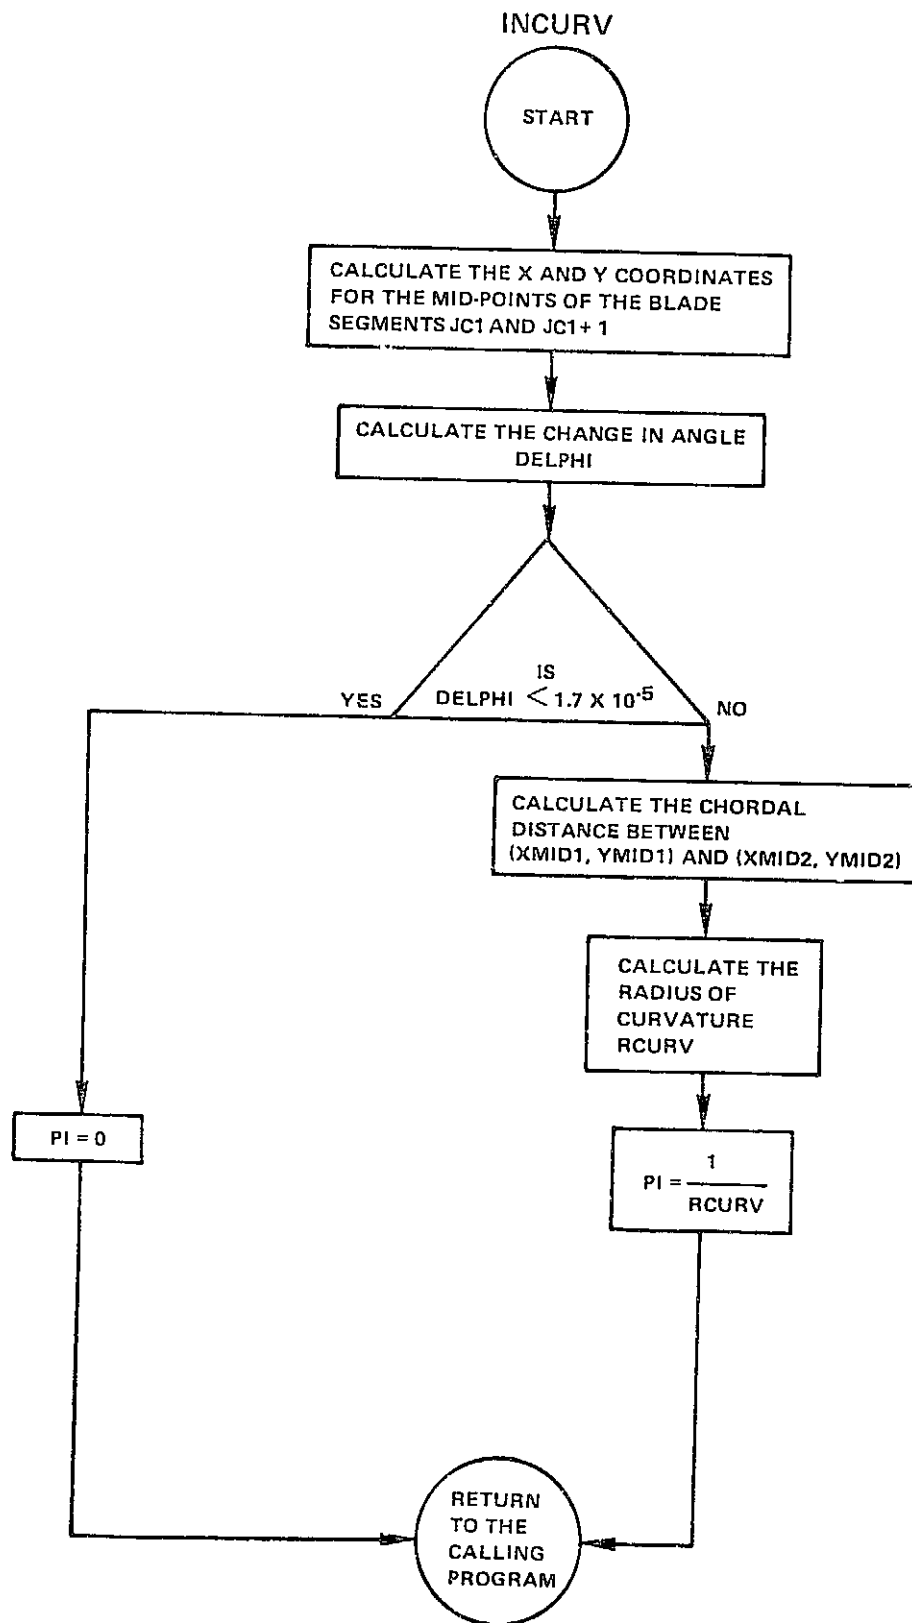 INCURV
START
CALCULATE THE X AND Y COORDINATES
FOR THE MID-POINTS OF THE BLADE
SEGMENTS JC1 AND JC1+ 1
CALCULATE THE CHANGE IN ANGLE
DELPHI
IS
DELPHI < 1.7 X 10⁻⁵
YES
NO
CALCULATE THE CHORDAL
DISTANCE BETWEEN
(XMID1, YMID1) AND (XMID2, YMID2)
CALCULATE THE
RADIUS OF
CURVATURE
RCURV
PI = 0
PI = 1
RCURV
RETURN
TO THE
CALLING
PROGRAM